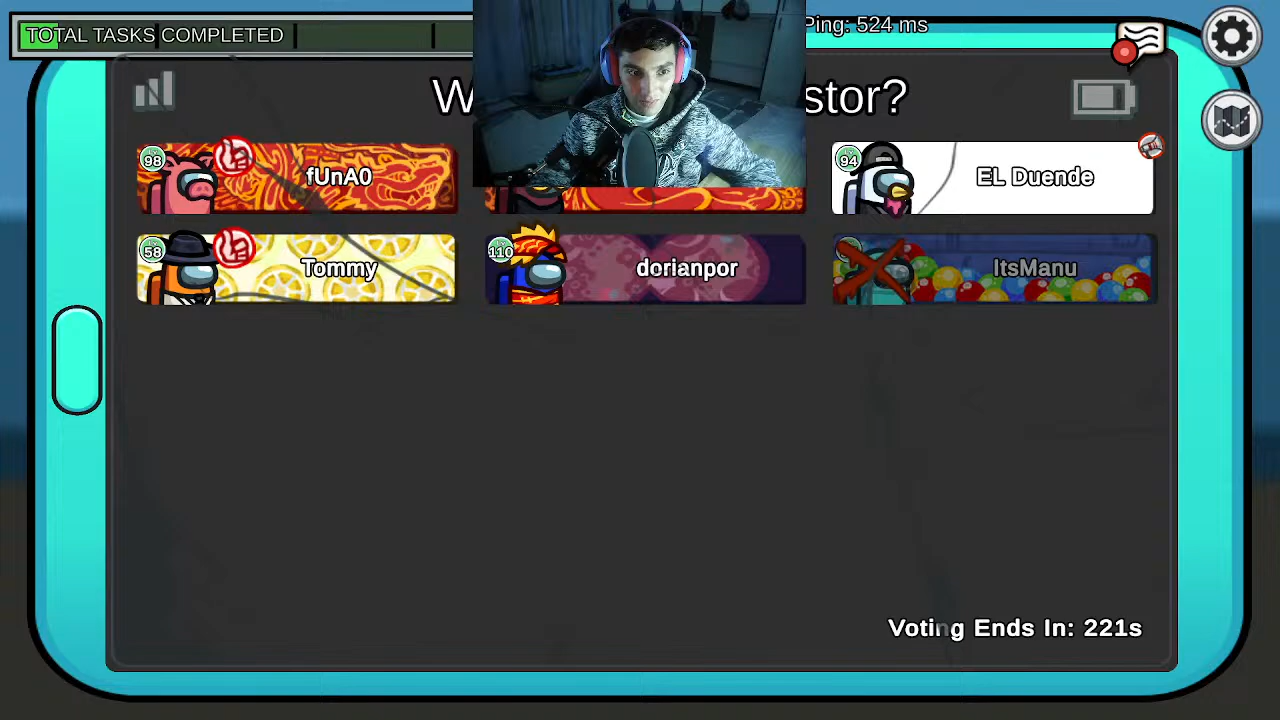 TOTAL TASKS COMPLETED
Ping: 524 ms
W stor?
98
fUnA0
94
EL Duende
58
Tommy
110
dorianpor
ItsManu
Voting Ends In: 221s